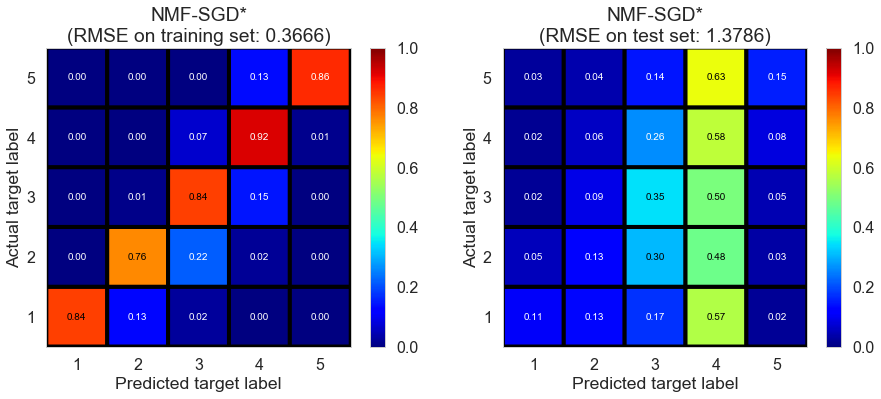 NMF-SGD*
(RMSE on training set: 0.3666)
Actual target label
5
0.00 0.00 0.00 0.13 0.86
4
0.00 0.00 0.07 0.92 0.01
3
0.00 0.01 0.84 0.15 0.00
2
0.00 0.76 0.22 0.02 0.00
1
0.84 0.13 0.02 0.00 0.00
1 2 3 4 5
Predicted target label
1.0
0.8
0.6
0.4
0.2
0.0
NMF-SGD*
(RMSE on test set: 1.3786)
Actual target label
5
0.03 0.04 0.14 0.63 0.15
4
0.02 0.06 0.26 0.58 0.08
3
0.02 0.09 0.35 0.50 0.05
2
0.05 0.13 0.30 0.48 0.03
1
0.11 0.13 0.17 0.57 0.02
1 2 3 4 5
Predicted target label
1.0
0.8
0.6
0.4
0.2
0.0